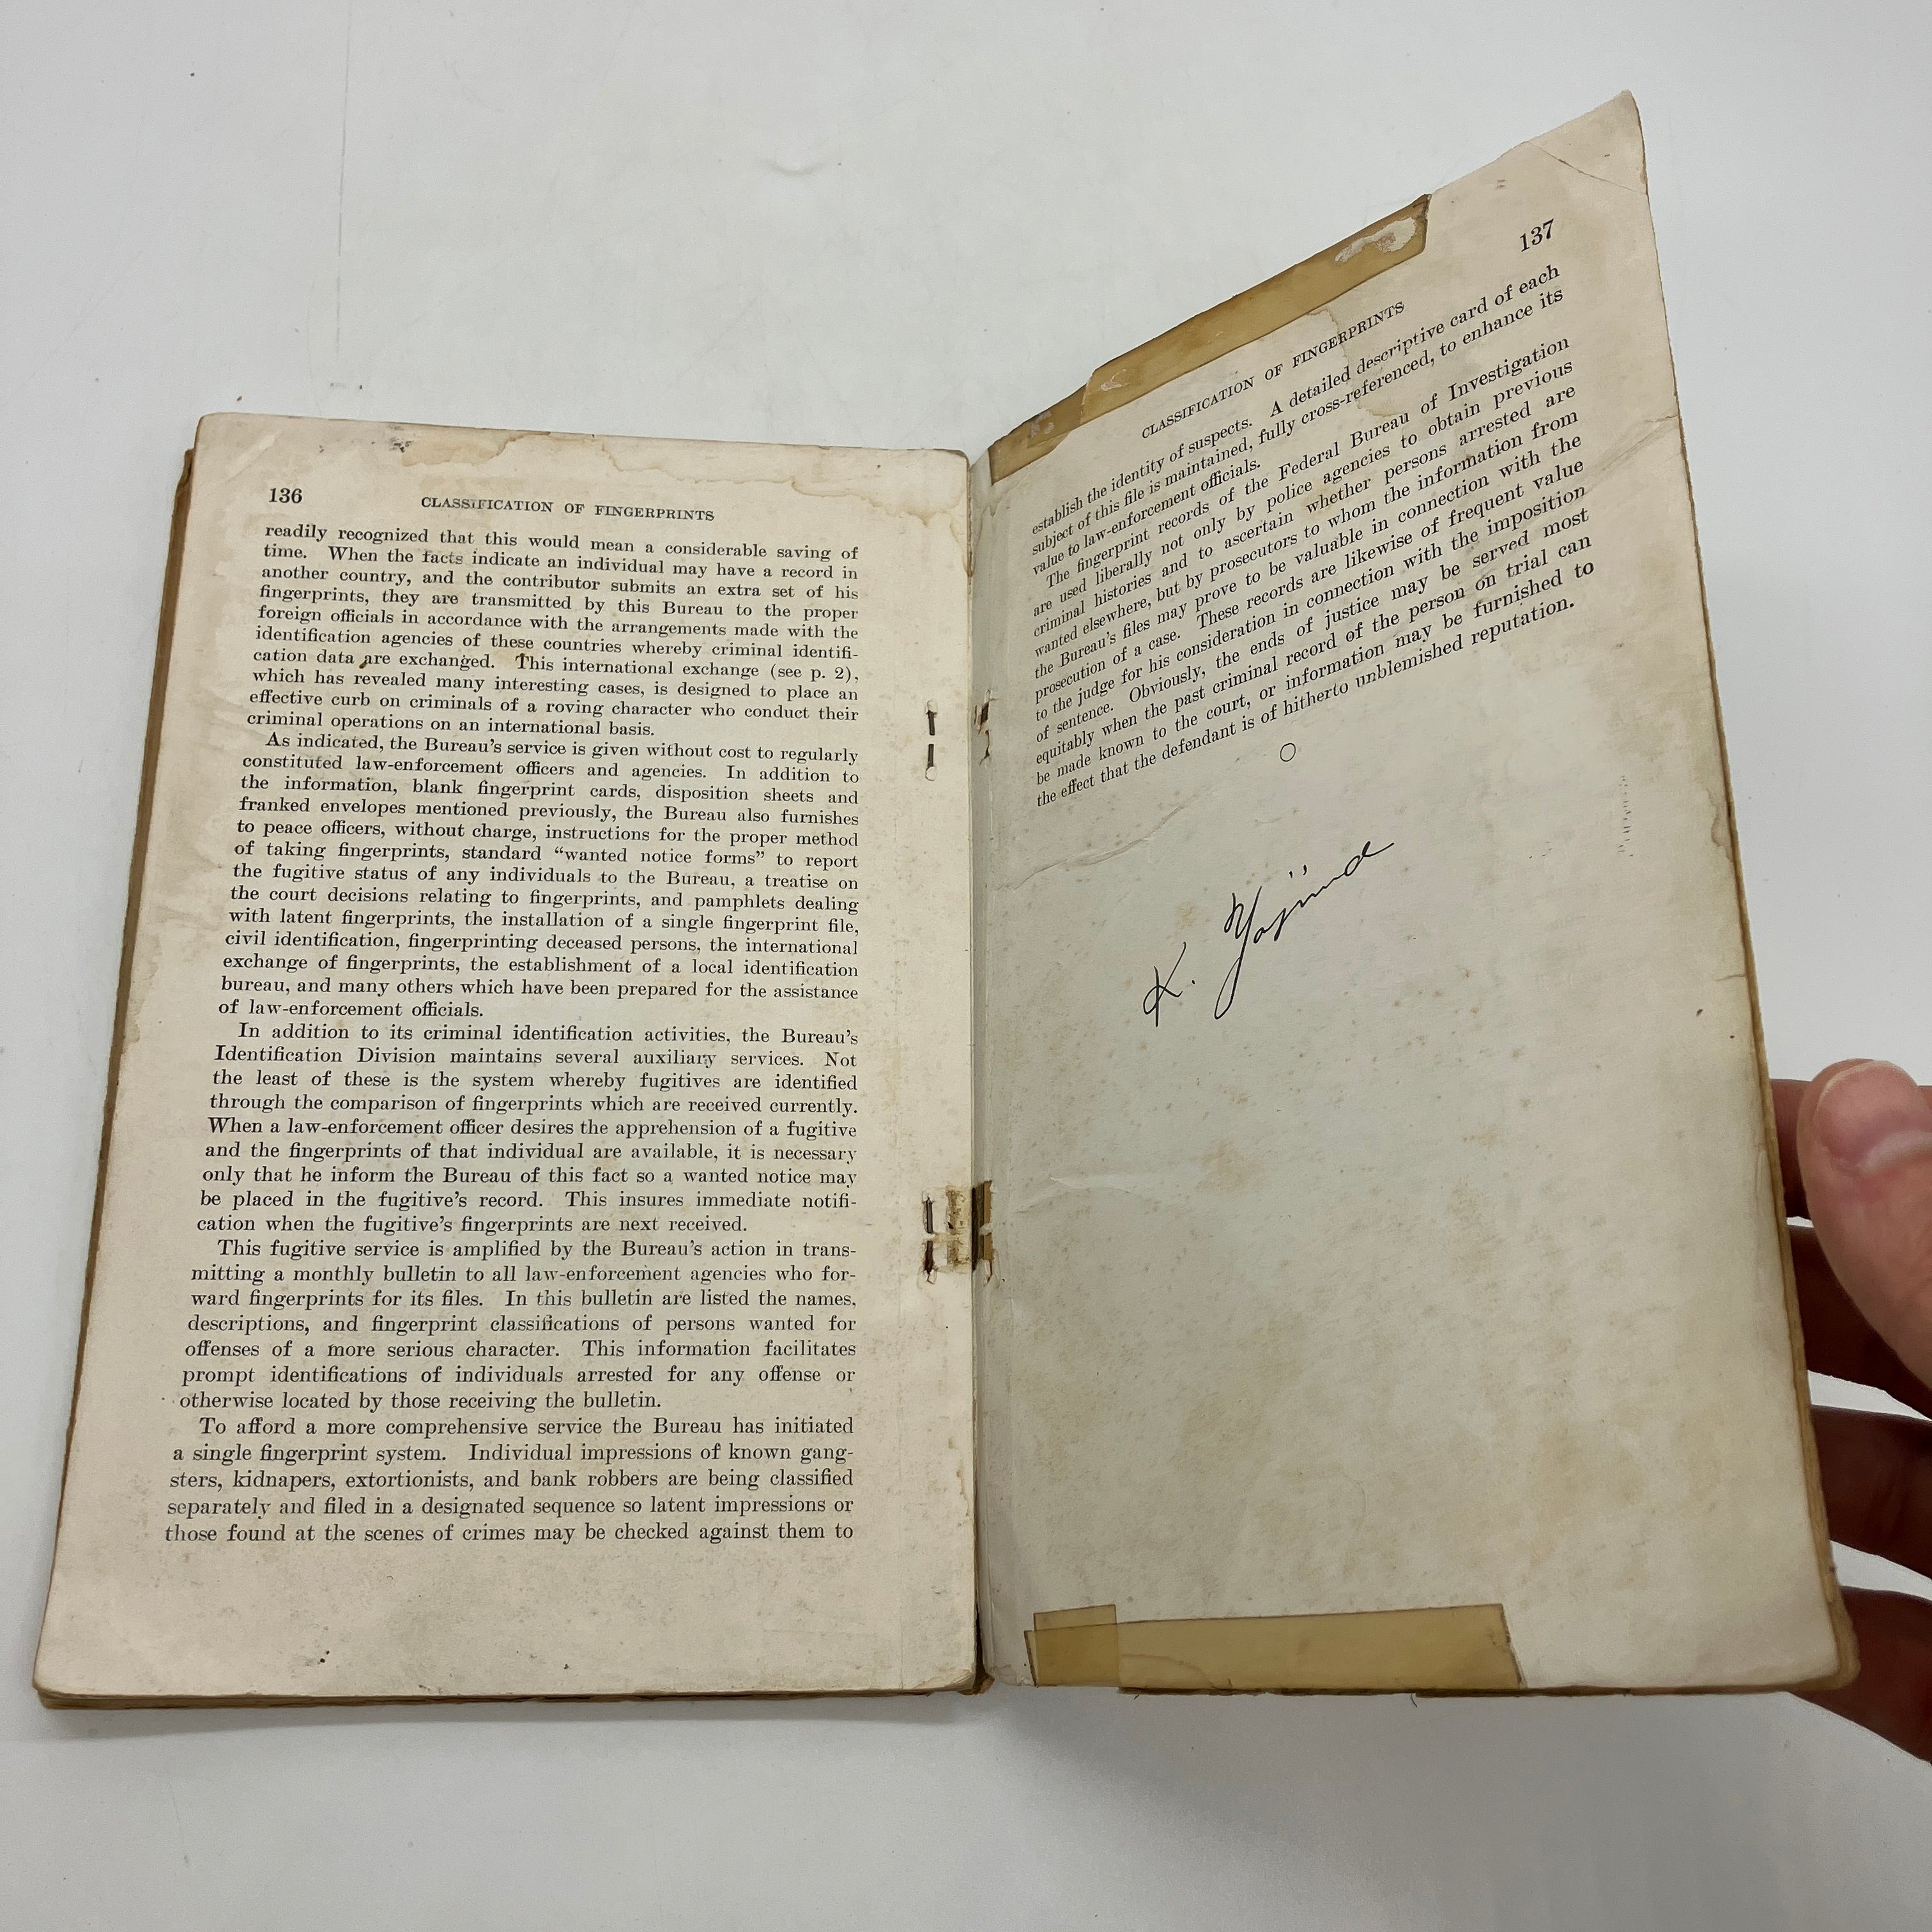 136
CLASSIFICATION OF FINGERPRINTS
readily recognized that this would mean a considerable saving of
time. When the facts indicate an individual may have a record in
another country, and the contributor submits an extra set of his
fingerprints, they are transmitted by this Bureau to the proper
foreign officials in accordance with the arrangements made with the
identification agencies of these countries whereby criminal identifi-
cation data are exchanged. This international exchange (see p. 2),
which has revealed many interesting cases, is designed to place an
effective curb on criminals of a roving character who conduct their
criminal operations on an international basis.
As indicated, the Bureau's service is given without cost to regularly
constituted law-enforcement officers and agencies. In addition to
the information, blank fingerprint cards, disposition sheets and
franked envelopes mentioned previously, the Bureau also furnishes
to peace officers, without charge, instructions for the proper method
of taking fingerprints, standard "wanted notice forms" to report
the fugitive status of any individuals to the Bureau, a treatise on
the court decisions relating to fingerprints, and pamphlets dealing
with latent fingerprints, the installation of a single fingerprint file,
civil identification, fingerprinting deceased persons, the international
exchange of fingerprints, the establishment of a local identification
bureau, and many others which have been prepared for the assistance
of law-enforcement officials.
In addition to its criminal identification activities, the Bureau's
Identification Division maintains several auxiliary services. Not
the least of these is the system whereby fugitives are identified
through the comparison of fingerprints which are received currently.
When a law-enforcement officer desires the apprehension of a fugitive
and the fingerprints of that individual are available, it is necessary
only that he inform the Bureau of this fact so a wanted notice may
be placed in the fugitive's record. This insures immediate notifi-
cation when the fugitive's fingerprints are next received.
This fugitive service is amplified by the Bureau's action in trans-
mitting a monthly bulletin to all law-enforcement agencies who for-
ward fingerprints for its files. In this bulletin are listed the names,
descriptions, and fingerprint classifications of persons wanted for
offenses of a more serious character. This information facilitates
prompt identifications of individuals arrested for any offense or
otherwise located by those receiving the bulletin.
To afford a more comprehensive service the Bureau has initiated
a single fingerprint system. Individual impressions of known gang-
sters, kidnapers, extortionists, and bank robbers are being classified
separately and filed in a designated sequence so latent impressions or
those found at the scenes of crimes may be checked against them to
137
CLASSIFICATION OF FINGERPRINTS
establish the identity of suspects. A detailed descriptive card of each
subject of this file is maintained, fully cross-referenced, to enhance its
value to law-enforcement officials.
The fingerprint records of the Federal Bureau of Investigation
are used liberally not only by police agencies to obtain previous
criminal histories and to ascertain whether persons arrested are
wanted elsewhere, but by prosecutors to whom the information from
the Bureau's files may prove to be valuable in connection with the
prosecution of a case. These records are likewise of frequent value
to the judge for his consideration in connection with the imposition
of sentence. Obviously, the ends of justice may be served most
equitably when the past criminal record of the person on trial can
be made known to the court, or information may be furnished to
the effect that the defendant is of hitherto unblemished reputation.
K.